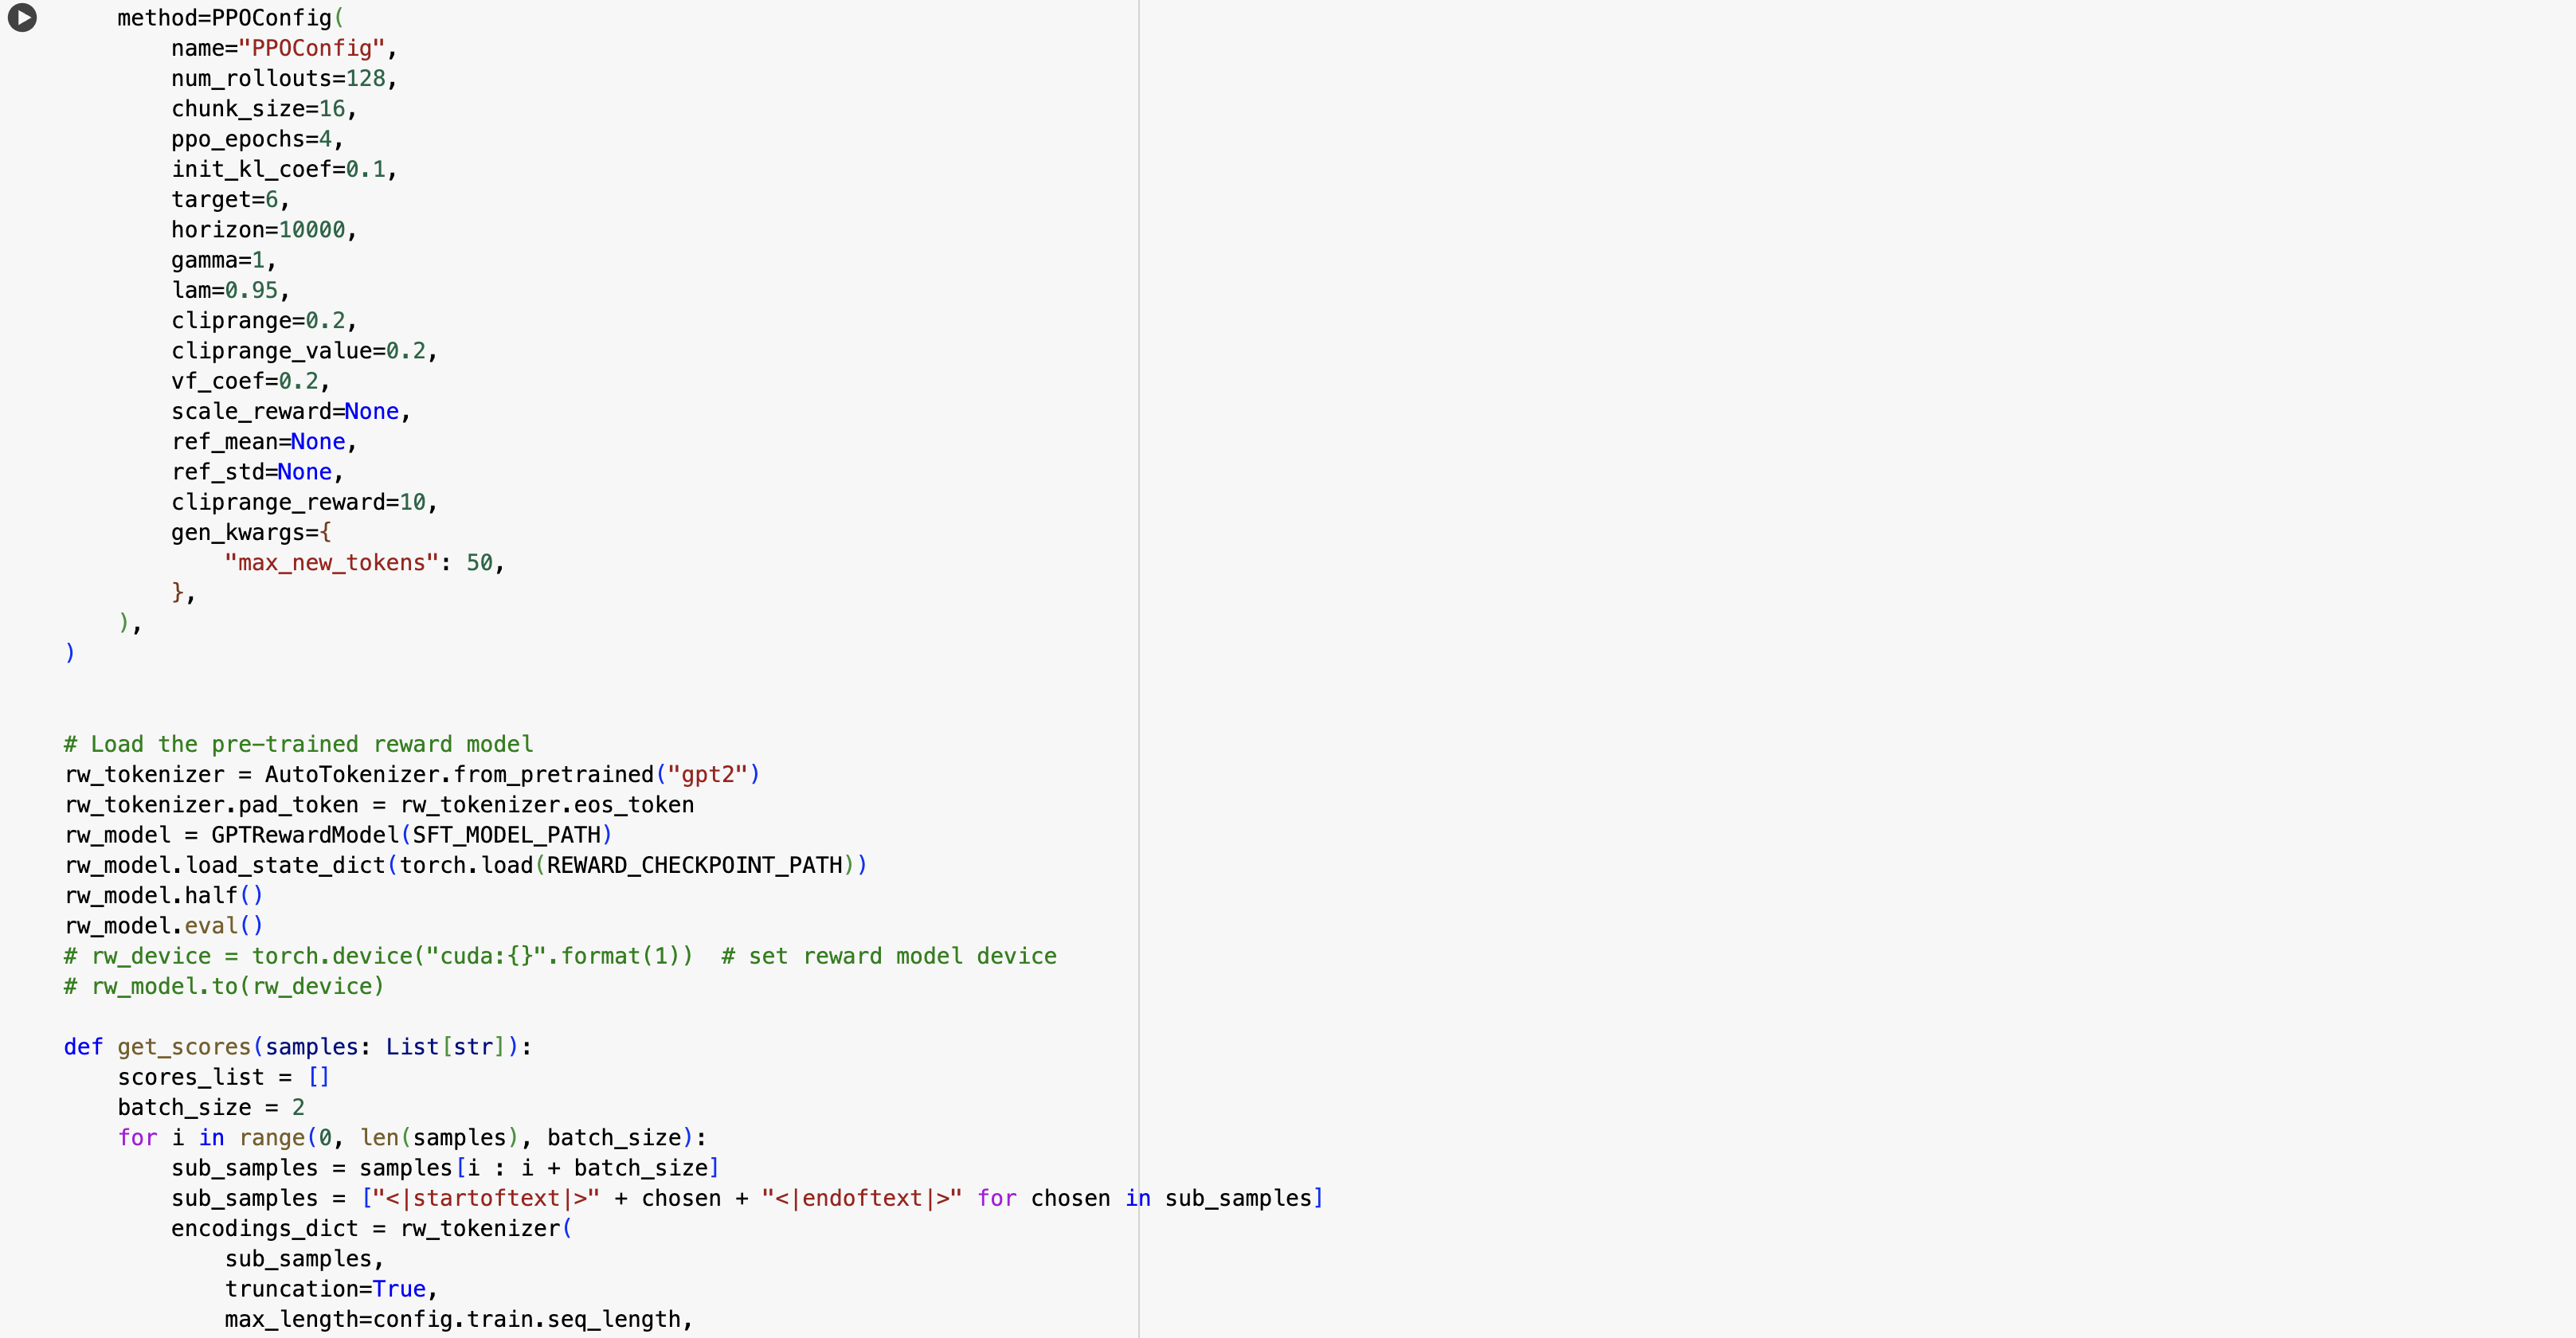 method=PPOConfig(
name="PPOConfig",
num_rollouts=128,
chunk_size=16,
ppo_epochs=4,
init_kl_coef=0.1,
target=6,
horizon=10000,
gamma=1,
lam=0.95,
cliprange=0.2,
cliprange_value=0.2,
vf_coef=0.2,
scale_reward=None,
ref_mean=None,
ref_std=None,
cliprange_reward=10,
gen_kwargs={
"max_new_tokens": 50,
},
),
)
# Load the pre-trained reward model
rw_tokenizer = AutoTokenizer.from_pretrained("gpt2")
rw_tokenizer.pad_token = rw_tokenizer.eos_token
rw_model = GPTRewardModel(SFT_MODEL_PATH)
rw_model.load_state_dict(torch.load(REWARD_CHECKPOINT_PATH))
rw_model.half()
rw_model.eval()
# rw_device = torch.device("cuda:{}".format(1))  # set reward model device
# rw_model.to(rw_device)
def get_scores(samples: List[str]):
scores_list = []
batch_size = 2
for i in range(0, len(samples), batch_size):
sub_samples = samples[i : i + batch_size]
sub_samples = ["<|startoftext|>" + chosen + "<|endoftext|>" for chosen in sub_samples]
encodings_dict = rw_tokenizer(
sub_samples,
truncation=True,
max_length=config.train.seq_length,